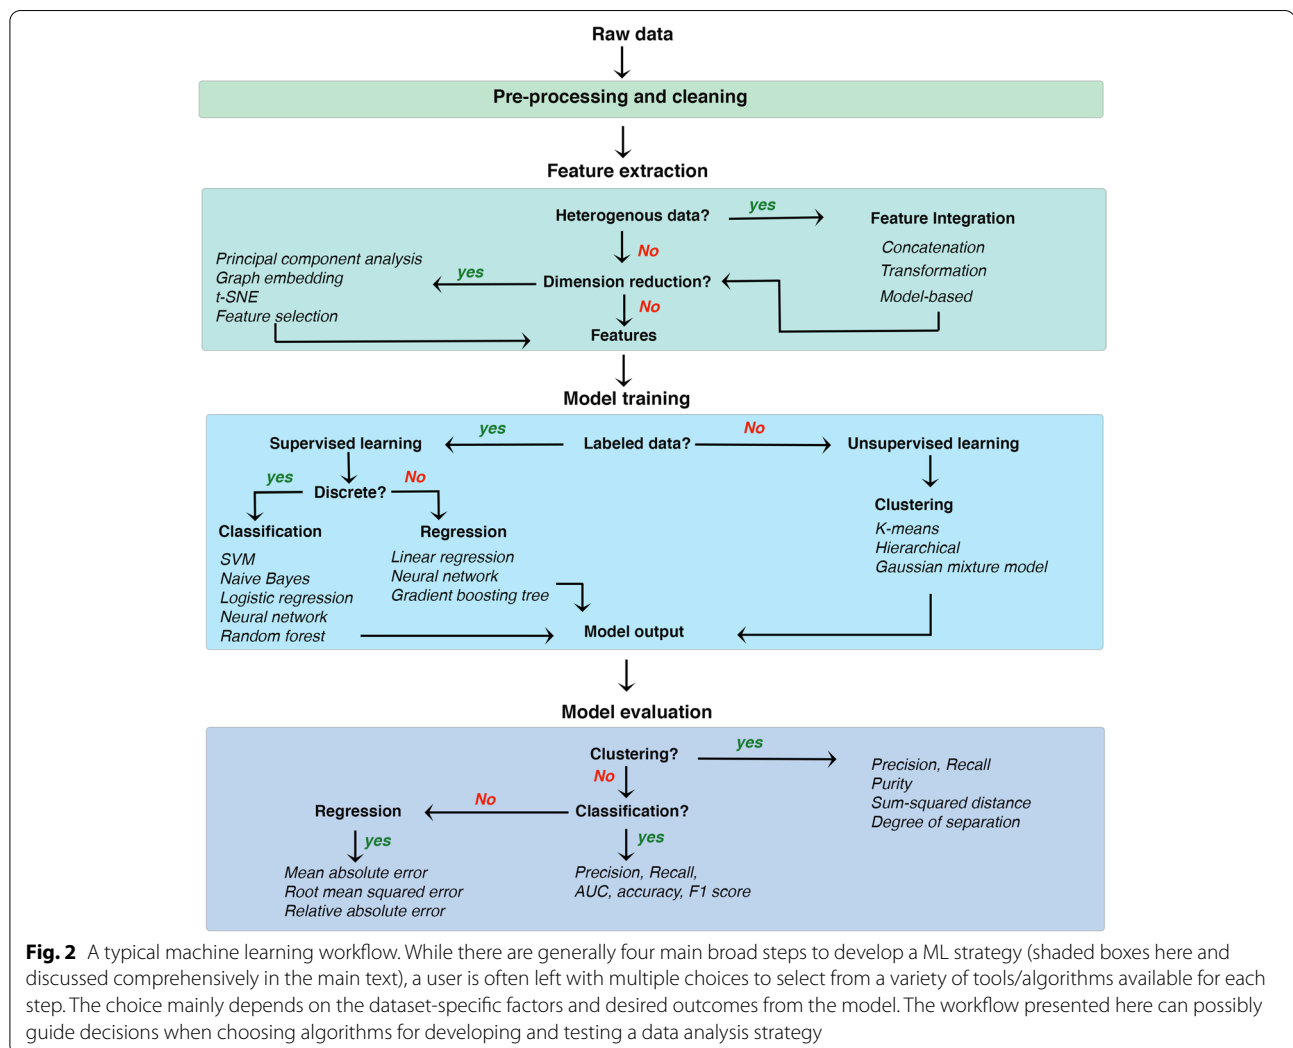 Raw data
Pre-processing and cleaning
Feature extraction
Heterogenous data?
yes
Feature Integration
Concatenation
Transformation
Model-based
No
Dimension reduction?
yes
Principal component analysis
Graph embedding
t-SNE
Feature selection
No
Features
Model training
Labeled data?
yes
Supervised learning
No
Unsupervised learning
Discrete?
yes
No
Classification
SVM
Naive Bayes
Logistic regression
Neural network
Random forest
Regression
Linear regression
Neural network
Gradient boosting tree
Clustering
K-means
Hierarchical
Gaussian mixture model
Model output
Model evaluation
Clustering?
yes
Precision, Recall
Purity
Sum-squared distance
Degree of separation
No
Classification?
No
Regression
yes
Mean absolute error
Root mean squared error
Relative absolute error
yes
Precision, Recall,
AUC, accuracy, F1 score
Fig. 2 A typical machine learning workflow. While there are generally four main broad steps to develop a ML strategy (shaded boxes here and
discussed comprehensively in the main text), a user is often left with multiple choices to select from a variety of tools/algorithms available for each
step. The choice mainly depends on the dataset-specific factors and desired outcomes from the model. The workflow presented here can possibly
guide decisions when choosing algorithms for developing and testing a data analysis strategy